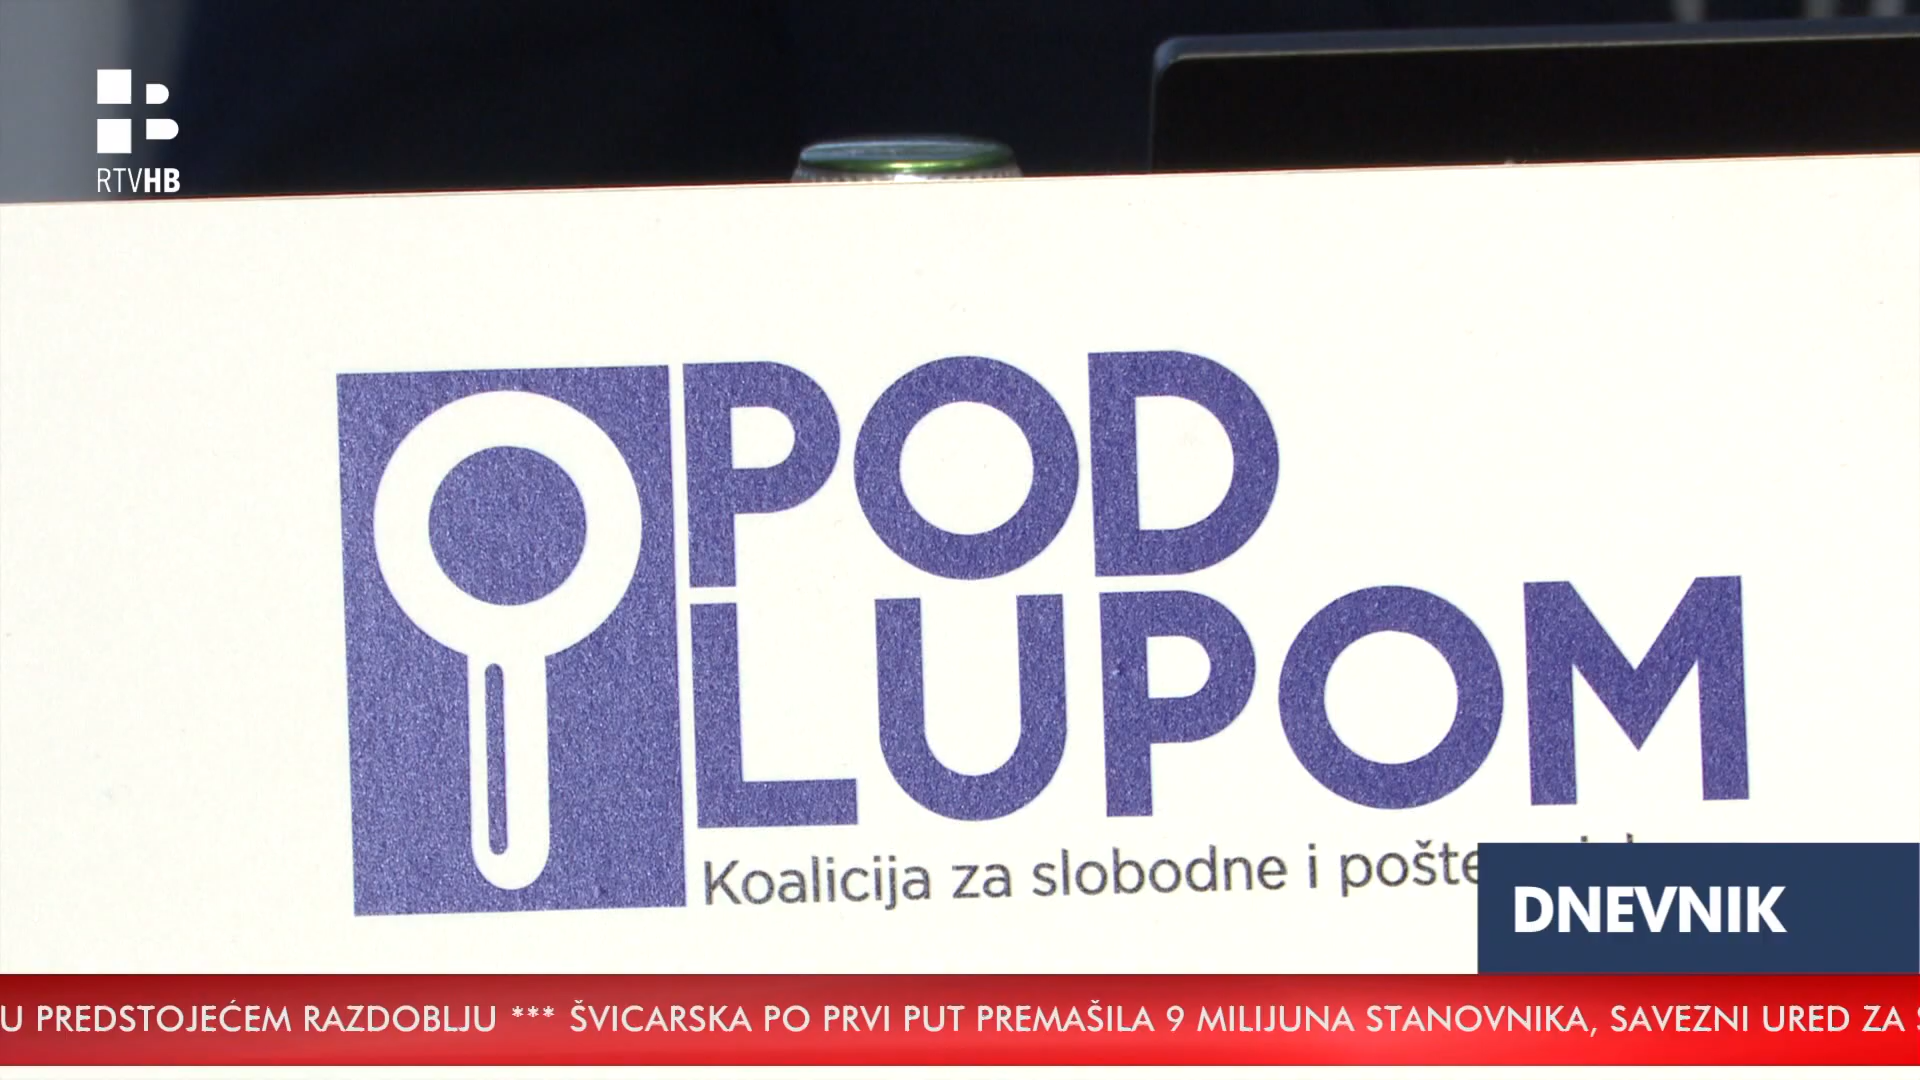 RTVHB
POD
LUPOM
Koalicija za slobodne i
DNEVNIK
U PREDSTOJEĆEM RAZDOBLJU *** ŠVICARSKA PO PRVI PUT PREMAŠILA 9 MILIJUNA STANOVNIKA, SAVEZNI URED ZA